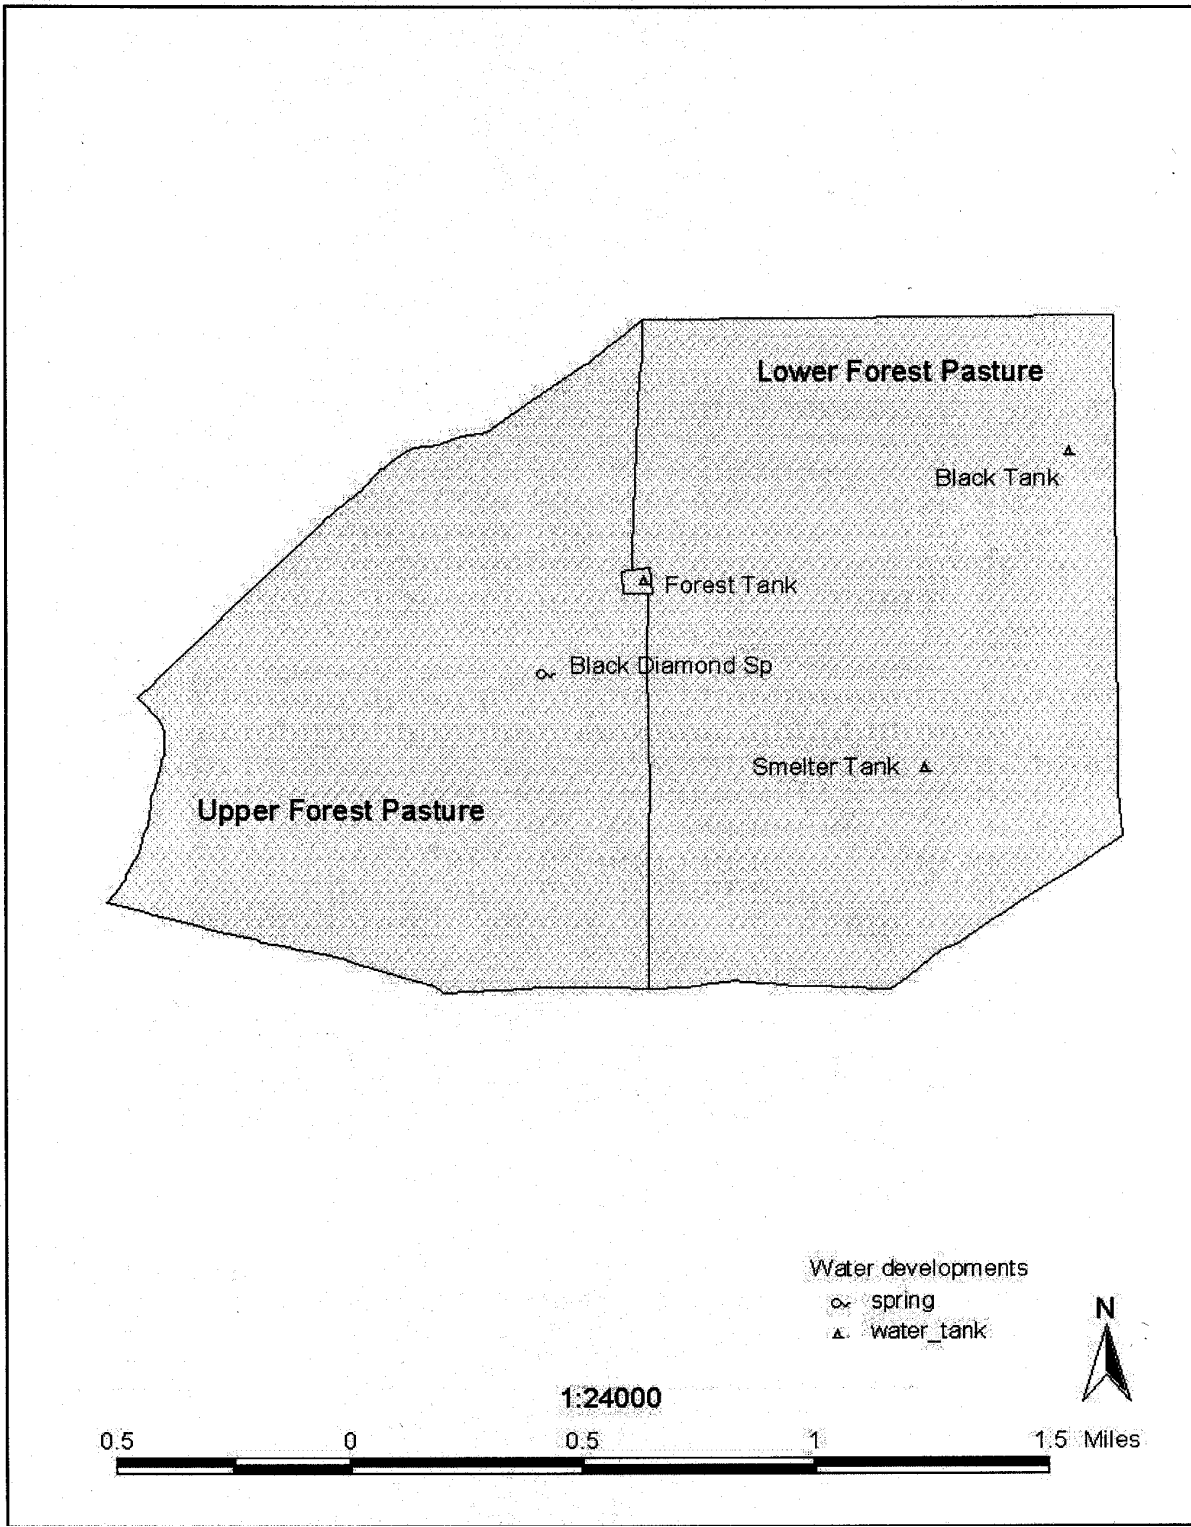 Lower Forest Pasture
Black Tank
Forest Tank
Black Diamond Sp
Smelter Tank
Upper Forest Pasture
Water developments
spring
water_tank
N
1:24000
0.5 0 0.5 1 1.5 Miles